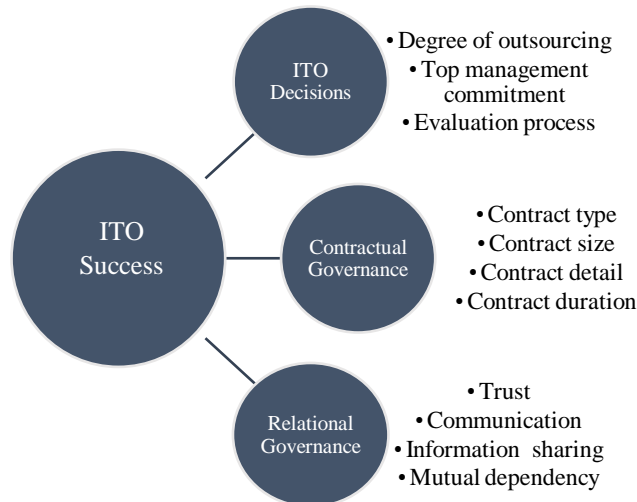 ITO
Success
ITO
Decisions
• Degree of outsourcing
• Top management
commitment
• Evaluation process
Contractual
Governance
• Contract type
• Contract size
• Contract detail
• Contract duration
Relational
Governance
• Trust
• Communication
• Information sharing
• Mutual dependency